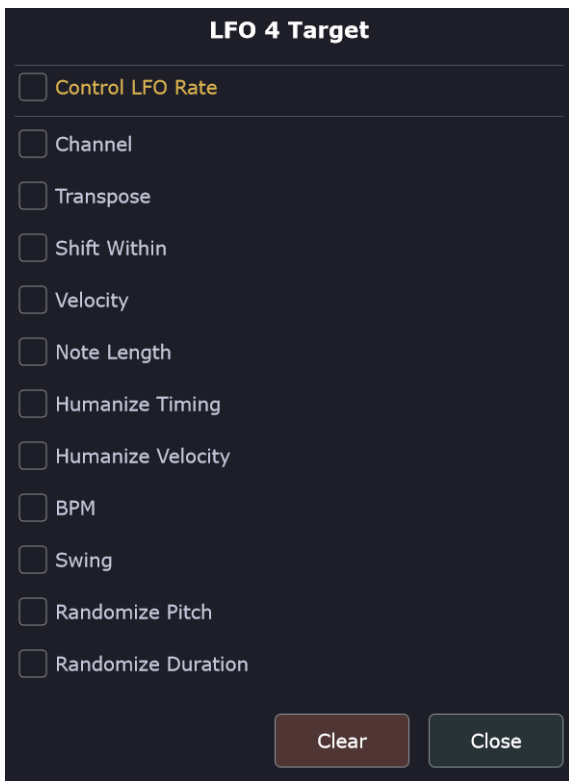 LFO 4 Target
Control LFO Rate
Channel
Transpose
Shift Within
Velocity
Note Length
Humanize Timing
Humanize Velocity
BPM
Swing
Randomize Pitch
Randomize Duration
Clear Close